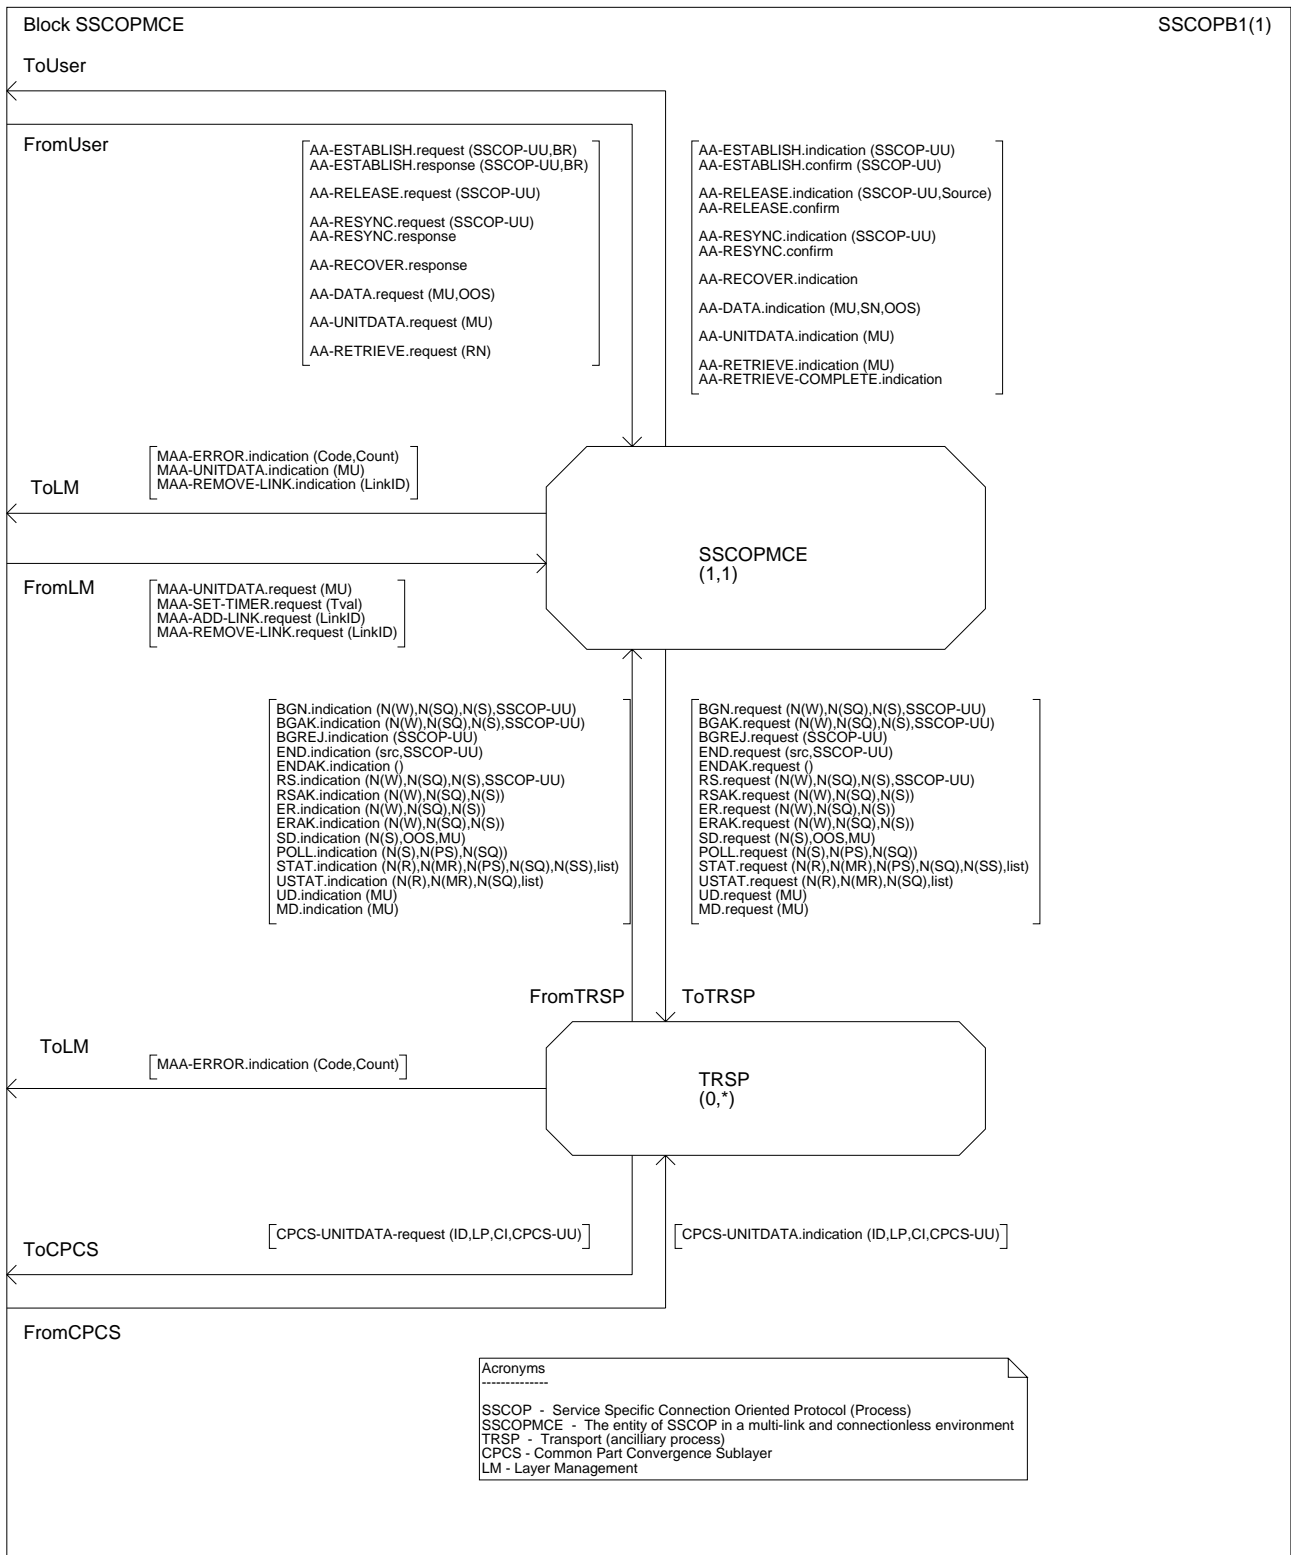 Block SSCOPMCE
SSCOPB1(1)
ToUser
FromUser
AA-ESTABLISH.request (SSCOP-UU,BR)
AA-ESTABLISH.response (SSCOP-UU,BR)
AA-RELEASE.request (SSCOP-UU)
AA-RESYNC.request (SSCOP-UU)
AA-RESYNC.response
AA-RECOVER.response
AA-DATA.request (MU,OOS)
AA-UNITDATA.request (MU)
AA-RETRIEVE.request (RN)
AA-ESTABLISH.indication (SSCOP-UU)
AA-ESTABLISH.confirm (SSCOP-UU)
AA-RELEASE.indication (SSCOP-UU,Source)
AA-RELEASE.confirm
AA-RESYNC.indication (SSCOP-UU)
AA-RESYNC.confirm
AA-RECOVER.indication
AA-DATA.indication (MU,SN,OOS)
AA-UNITDATA.indication (MU)
AA-RETRIEVE.indication (MU)
AA-RETRIEVE-COMPLETE.indication
MAA-ERROR.indication (Code,Count)
MAA-UNITDATA.indication (MU)
MAA-REMOVE-LINK.indication (LinkID)
ToLM
SSCOPMCE
(1,1)
FromLM
MAA-UNITDATA.request (MU)
MAA-SET-TIMER.request (Tval)
MAA-ADD-LINK.request (LinkID)
MAA-REMOVE-LINK.request (LinkID)
BGN.indication (N(W),N(SQ),N(S),SSCOP-UU)
BGAK.indication (N(W),N(SQ),N(S),SSCOP-UU)
BGREJ.indication (SSCOP-UU)
END.indication (src,SSCOP-UU)
ENDAK.indication ()
RS.indication (N(W),N(SQ),N(S),SSCOP-UU)
RSAK.indication (N(W),N(SQ),N(S))
ER.indication (N(W),N(SQ),N(S))
ERAK.indication (N(W),N(SQ),N(S))
SD.indication (N(S),OOS,MU)
POLL.indication (N(S),N(PS),N(SQ))
STAT.indication (N(R),N(MR),N(PS),N(SQ),N(SS),list)
USTAT.indication (N(R),N(MR),N(SQ),list)
UD.indication (MU)
MD.indication (MU)
BGN.request (N(W),N(SQ),N(S),SSCOP-UU)
BGAK.request (N(W),N(SQ),N(S),SSCOP-UU)
BGREJ.request (SSCOP-UU)
END.request (src,SSCOP-UU)
ENDAK.request ()
RS.request (N(W),N(SQ),N(S),SSCOP-UU)
RSAK.request (N(W),N(SQ),N(S))
ER.request (N(W),N(SQ),N(S))
ERAK.request (N(W),N(SQ),N(S))
SD.request (N(S),OOS,MU)
POLL.request (N(S),N(PS),N(SQ))
STAT.request (N(R),N(MR),N(PS),N(SQ),N(SS),list)
USTAT.request (N(R),N(MR),N(SQ),list)
UD.request (MU)
MD.request (MU)
FromTRSP
ToTRSP
ToLM
MAA-ERROR.indication (Code,Count)
TRSP
(0,*)
CPCS-UNITDATA-request (ID,LP,CI,CPCS-UU)
CPCS-UNITDATA.indication (ID,LP,CI,CPCS-UU)
ToCPCS
FromCPCS
Acronyms
--------------
SSCOP - Service Specific Connection Oriented Protocol (Process)
SSCOPMCE - The entity of SSCOP in a multi-link and connectionless environment
TRSP - Transport (ancilliary process)
CPCS - Common Part Convergence Sublayer
LM - Layer Management